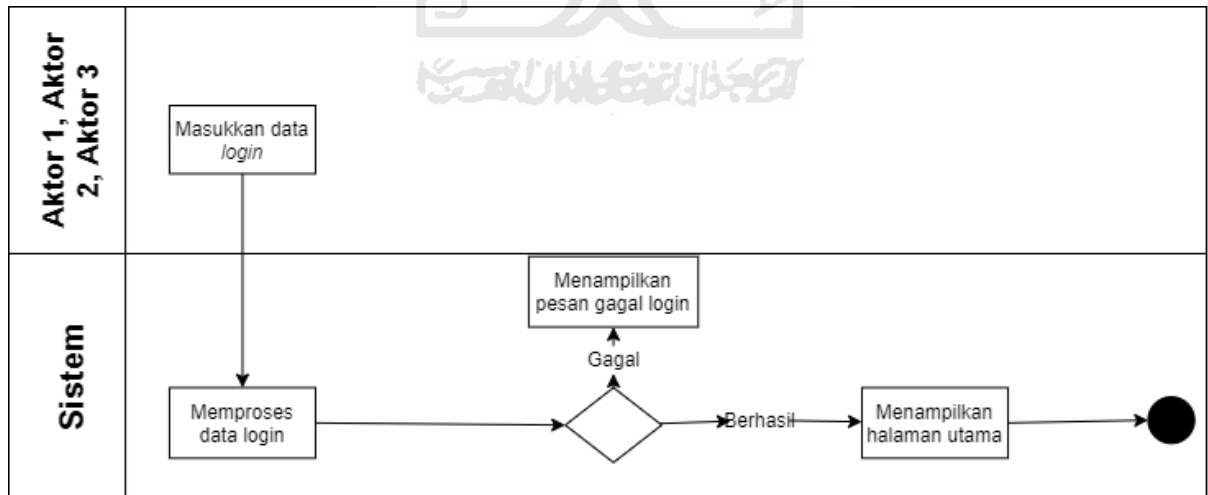 Aktor 1, Aktor
2, Aktor 3
Masukkan data
login
Sistem
Menampilkan
pesan gagal login
Gagal
Memproses
data login
Berhasil
Menampilkan
halaman utama